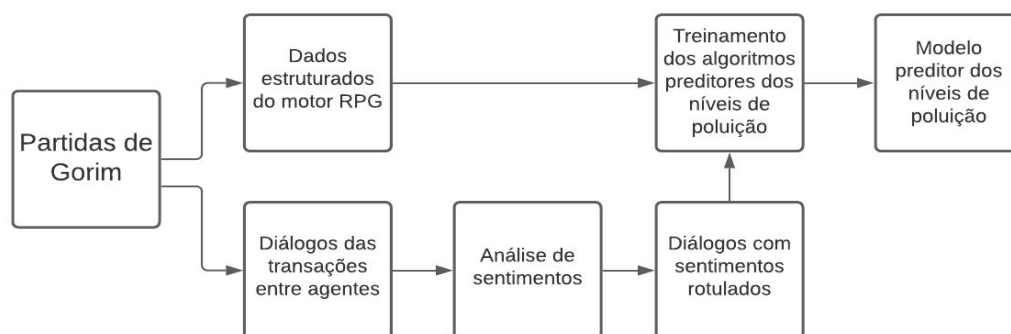 Partidas de
Gorim
Dados
estruturados
do motor RPG
Treinamento
dos algoritmos
preditores dos
níveis de
poluição
Modelo
preditor dos
níveis de
poluição
Diálogos das
transações
entre agentes
Análise de
sentimentos
Diálogos com
sentimentos
rotulados